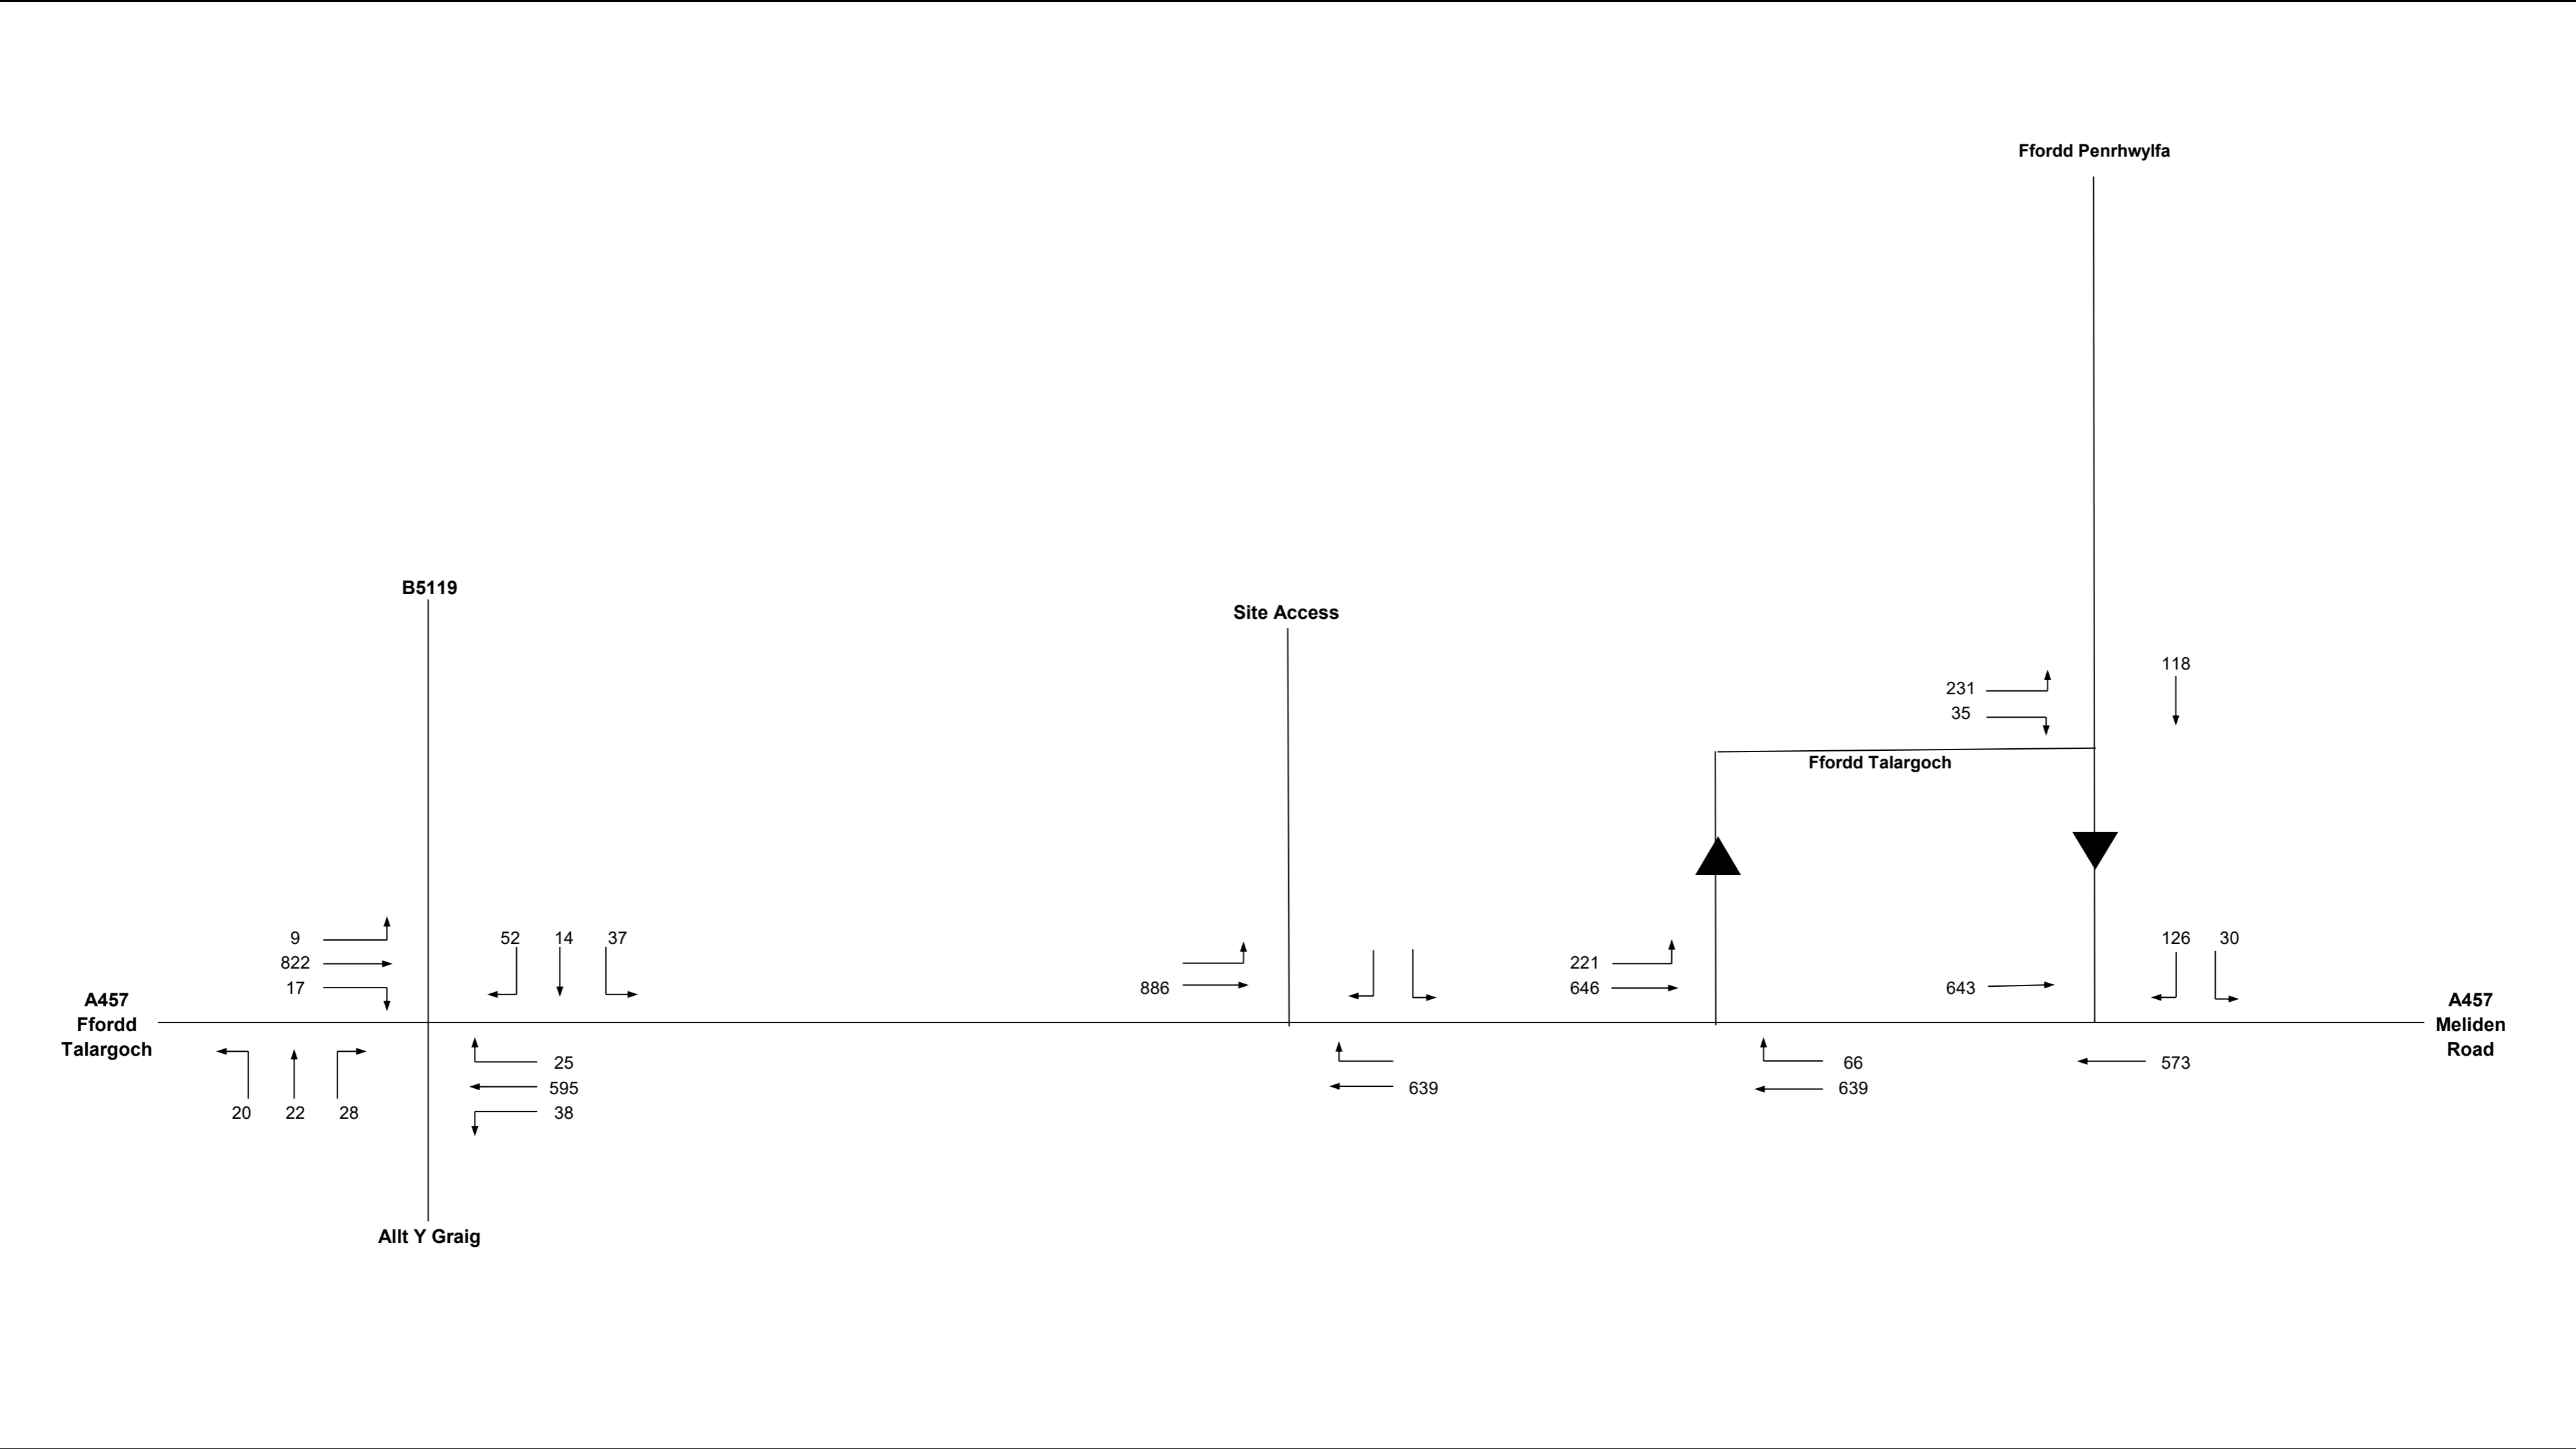 Ffordd Penrhwylfa
B5119
Site Access
118
231
35
Ffordd Talargoch
9
52 14 37
126 30
822
221
17
886
646
643
A457
Ffordd
Talargoch
A457
Meliden
Road
25
66
573
595
639
639
20 22 28
38
Allt Y Graig